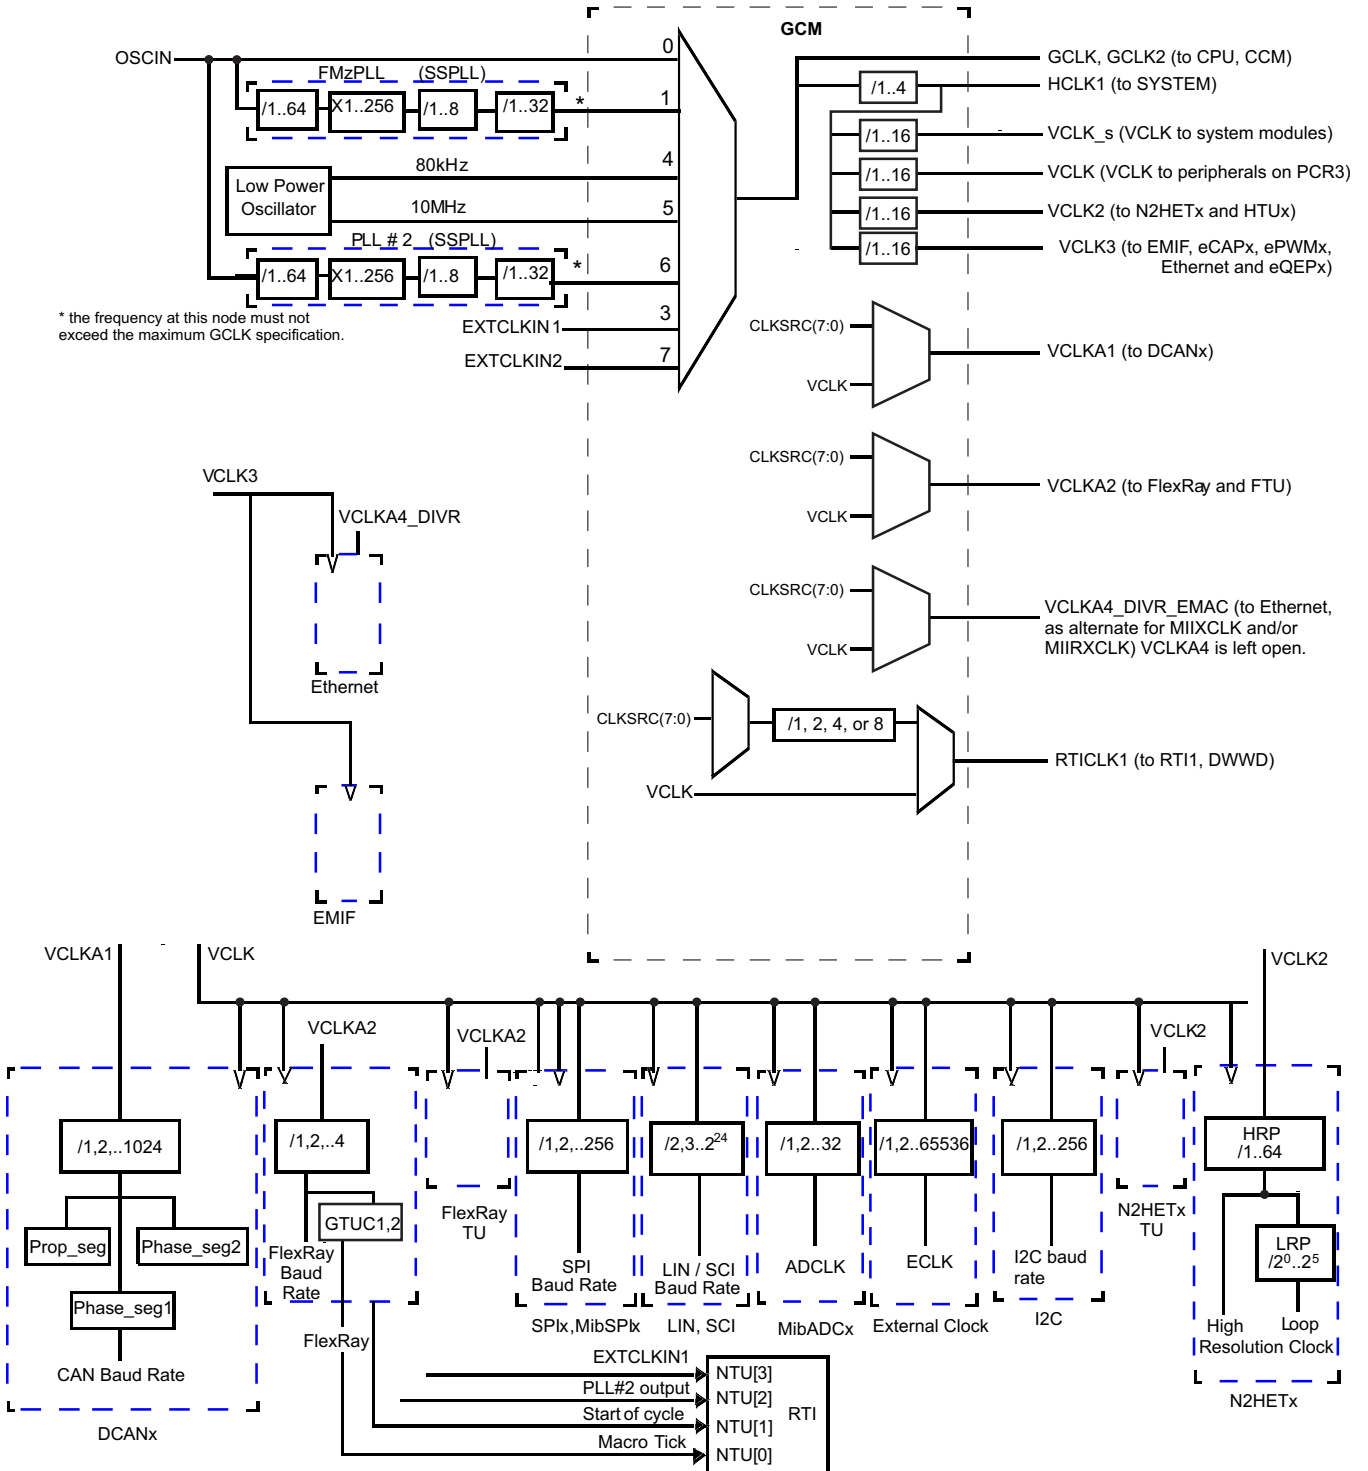 GCM
OSCIN
0
FMzPLL (SSPLL)
/1..64
X1..256
/1..8
/1..32
*
1
80kHz
4
Low Power
Oscillator
10MHz
5
PLL # 2 (SSPLL)
/1..64
X1..256
/1..8
/1..32
*
6
* the frequency at this node must not
exceed the maximum GCLK specification.
EXTCLKIN1
3
EXTCLKIN2
7
GCLK, GCLK2 (to CPU, CCM)
/1..4
HCLK1 (to SYSTEM)
/1..16
VCLK_s (VCLK to system modules)
/1..16
VCLK (VCLK to peripherals on PCR3)
/1..16
VCLK2 (to N2HETx and HTUx)
/1..16
VCLK3 (to EMIF, eCAPx, ePWMx,
Ethernet and eQEPx)
CLKSRC(7:0)
VCLK
VCLKA1 (to DCANx)
CLKSRC(7:0)
VCLK
VCLKA2 (to FlexRay and FTU)
CLKSRC(7:0)
VCLK
VCLKA4_DIVR_EMAC (to Ethernet,
as alternate for MIIXCLK and/or
MIIRXCLK) VCLKA4 is left open.
CLKSRC(7:0)
/1, 2, 4, or 8
VCLK
RTICLK1 (to RTI1, DWWD)
VCLK3
VCLKA4_DIVR
Ethernet
EMIF
VCLKA1
VCLK
VCLK2
VCLKA2
VCLKA2
VCLK2
/1,2,..1024
/1,2,..4
/1,2..256
/2,3..2²⁴
/1,2..32
/1,2..65536
/1,2..256
HRP
/1..64
Prop_seg
Phase_seg2
Phase_seg1
CAN Baud Rate
DCANx
GTUC1,2
FlexRay
Baud
Rate
FlexRay
FlexRay
TU
SPI
Baud Rate
SPIx,MibSPIx
LIN / SCI
Baud Rate
LIN, SCI
ADCLK
MibADCx
ECLK
External Clock
I2C baud
rate
I2C
N2HETx
TU
LRP
/2⁰..2⁵
High
Loop
Resolution Clock
N2HETx
EXTCLKIN1
NTU[3]
PLL#2 output
NTU[2]
RTI
Start of cycle
NTU[1]
Macro Tick
NTU[0]